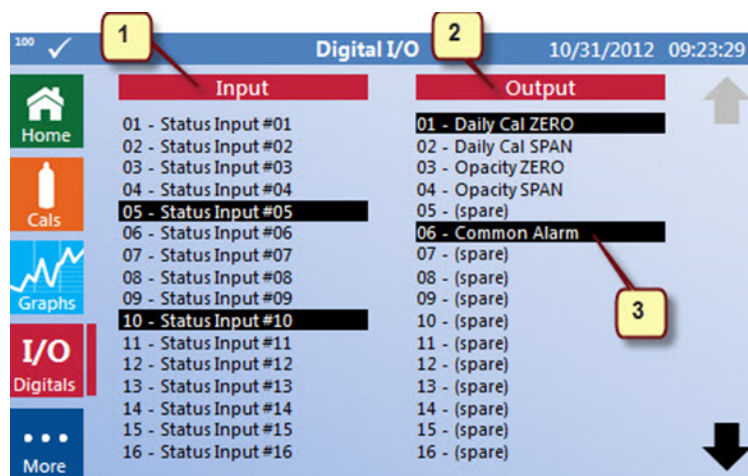 100 Digital I/O 10/31/2012 09:23:29
1
2
Home
Cals
Graphs
I/O
Digitals
More
Input
01 - Status Input #01
02 - Status Input #02
03 - Status Input #03
04 - Status Input #04
05 - Status Input #05
06 - Status Input #06
07 - Status Input #07
08 - Status Input #08
09 - Status Input #09
10 - Status Input #10
11 - Status Input #11
12 - Status Input #12
13 - Status Input #13
14 - Status Input #14
15 - Status Input #15
16 - Status Input #16
Output
01 - Daily Cal ZERO
02 - Daily Cal SPAN
03 - Opacity ZERO
04 - Opacity SPAN
05 - (spare)
06 - Common Alarm
07 - (spare)
08 - (spare)
09 - (spare)
10 - (spare)
11 - (spare)
12 - (spare)
13 - (spare)
14 - (spare)
15 - (spare)
16 - (spare)
3